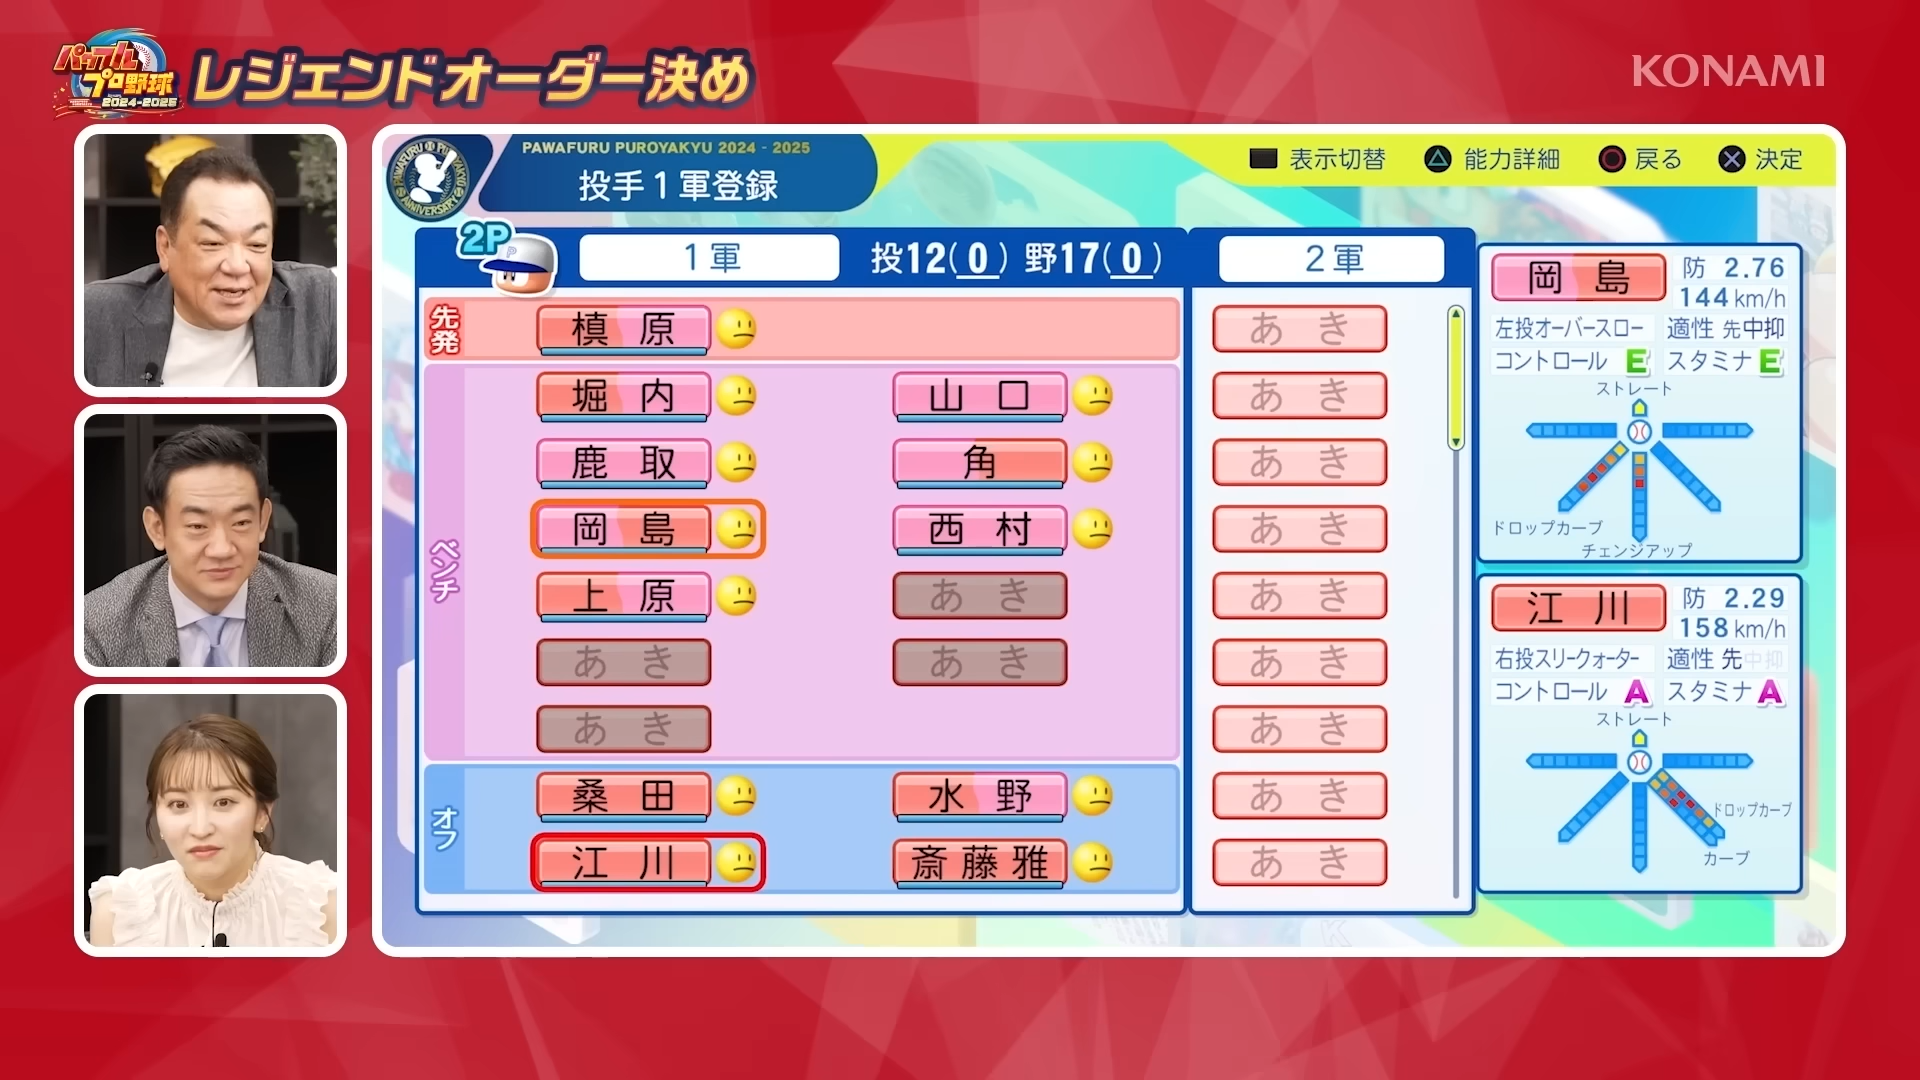 パワフルプロ野球 2024-2025
レジェンドオーダー決め
KONAMI
PAWAFURU PUROYAKYU 2024 - 2025
投手1軍登録
表示切替
能力詳細
戻る
決定
2P
1軍
投12(0) 野17(0)
2軍
先発
槙原
ベンチ
堀内 山口
鹿取 角
岡島 西村
上原 あき
あき あき
あき
オフ
桑田 水野
江川 斎藤雅
あき
あき
あき
あき
あき
あき
あき
あき
あき
岡島 防 2.76
144km/h
左投オーバースロー 適性 先中抑
コントロール E スタミナ E
ストレート
ドロップカーブ
チェンジアップ
江川 防 2.29
158km/h
右投スリークォーター 適性 先中抑
コントロール A スタミナ A
ストレート
ドロップカーブ
カーブ